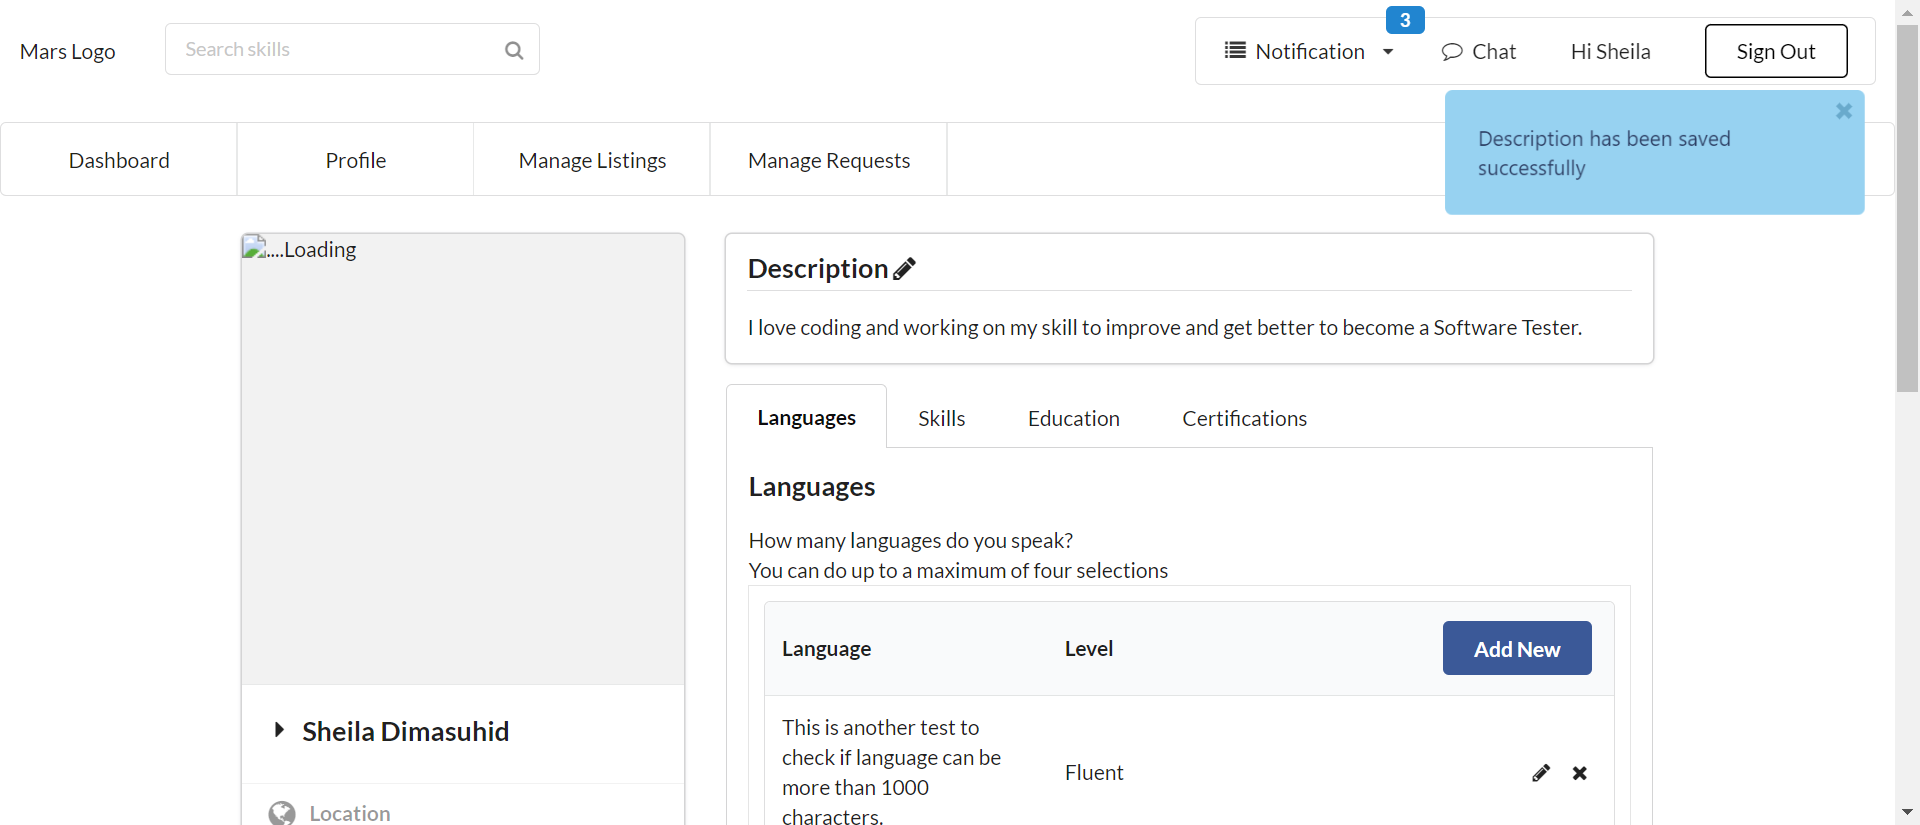 Mars Logo
Search skills
3
Notification
Chat
Hi Sheila
Sign Out
Description has been saved
successfully
Dashboard
Profile
Manage Listings
Manage Requests
....Loading
Description
I love coding and working on my skill to improve and get better to become a Software Tester.
Languages
Skills
Education
Certifications
Languages
How many languages do you speak?
You can do up to a maximum of four selections
Language
Level
Add New
This is another test to
check if language can be
more than 1000
characters.
Fluent
Sheila Dimasuhid
Location